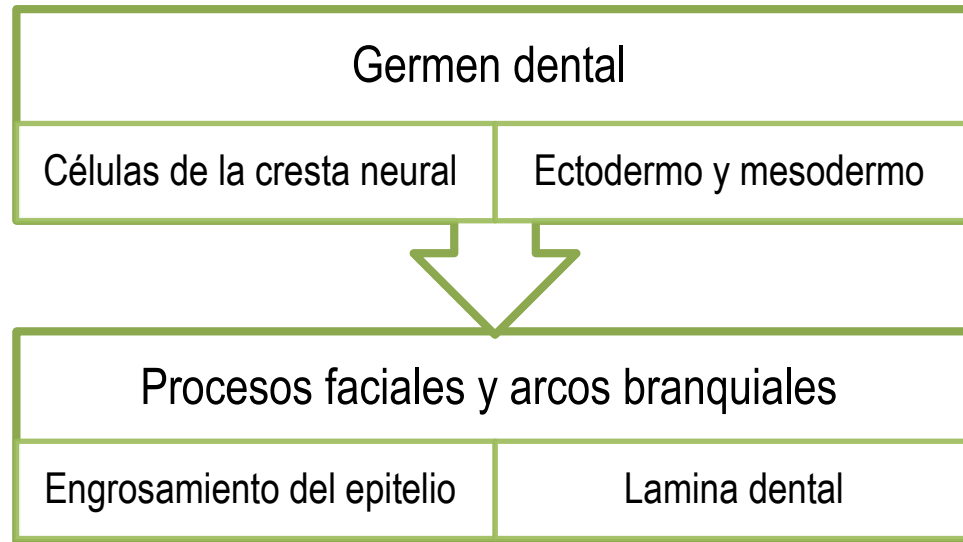 Germen dental
Células de la cresta neural
Ectodermo y mesodermo
Procesos faciales y arcos branquiales
Engrosamiento del epitelio
Lamina dental